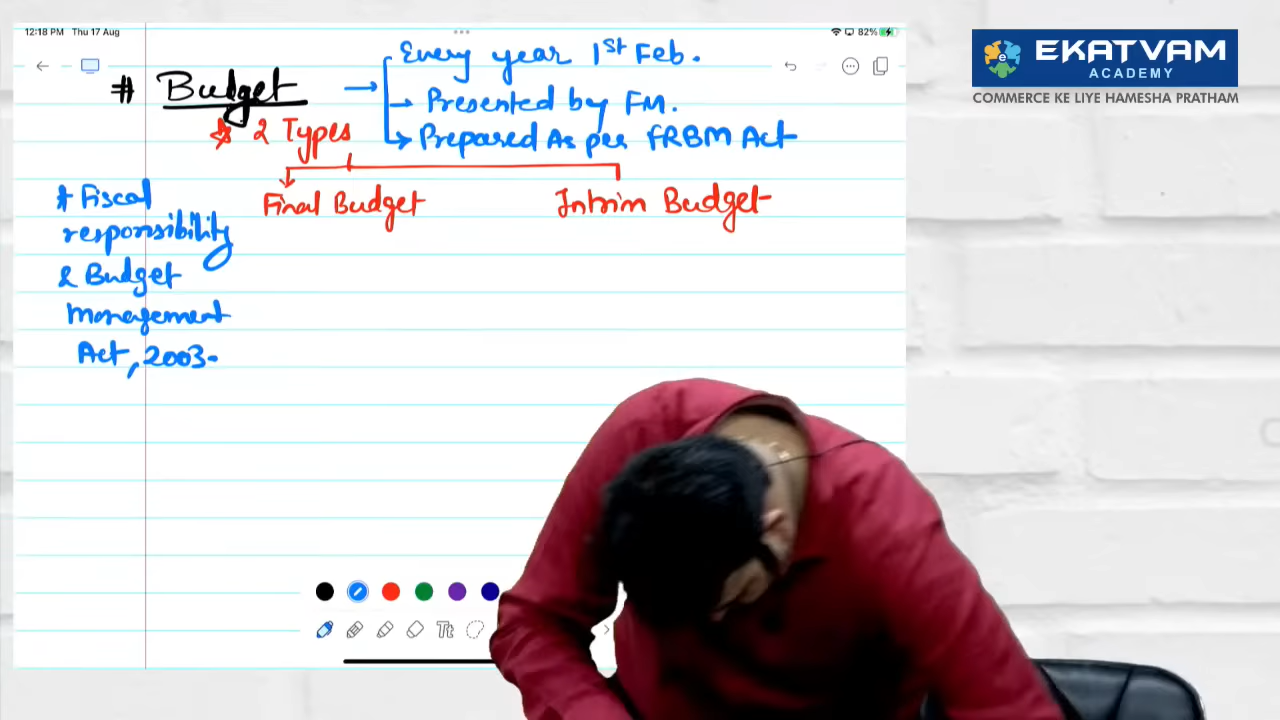 12:18 PM Thu 17 Aug
82%
EKATVAM
ACADEMY
COMMERCE KE LIYE HAMESHA PRATHAM
# Budget
→ Every year 1st Feb.
→ Presented by FM.
→ Prepared As per FRBM Act
2 Types
Final Budget
Intrim Budget
* Fiscal
responsibility
& Budget
Management
Act, 2003.
Tt